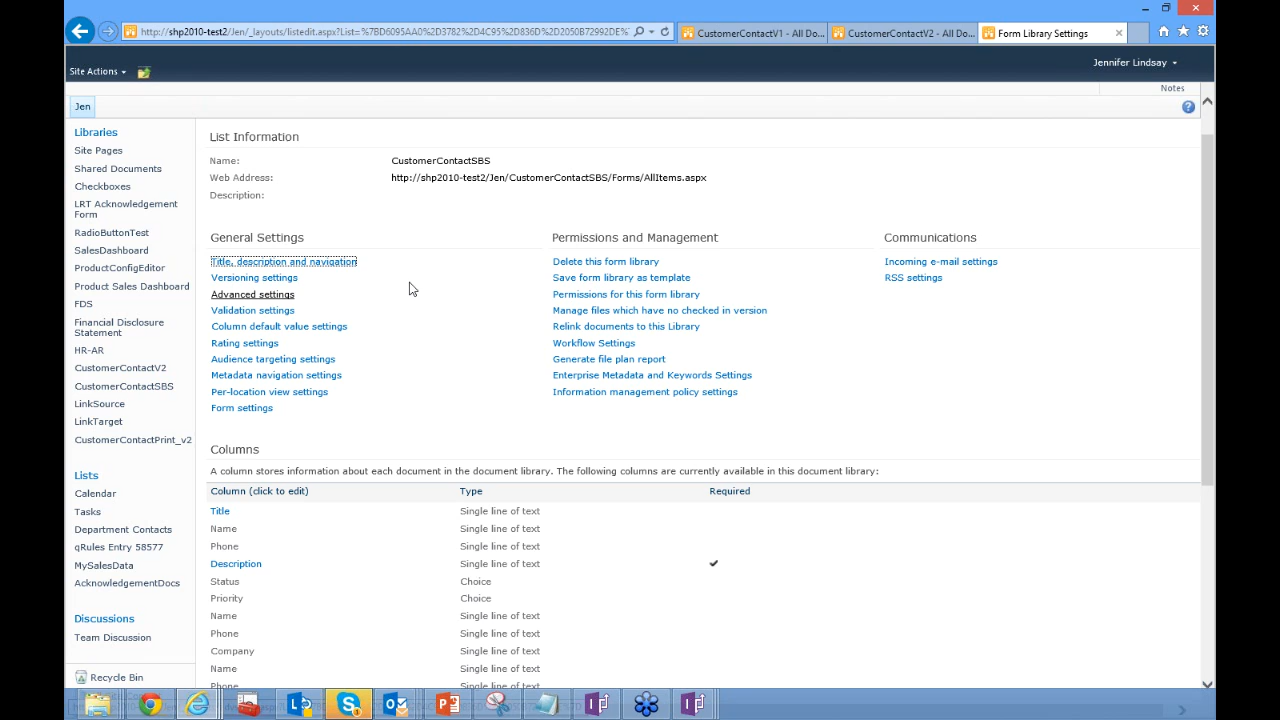 http://shp2010-test2/Jen/_layouts/listedit.aspx?List=%7BD6095AA0%2D3782%2D4C95%2D836D%2D2050B72992DE%
CustomerContactV1 - All Do...
CustomerContactV2 - All Do...
Form Library Settings
Site Actions
Jennifer Lindsay
Notes
Jen
Libraries
Site Pages
Shared Documents
Checkboxes
LRT Acknowledgement
Form
RadioButtonTest
SalesDashboard
ProductConfigEditor
Product Sales Dashboard
FDS
Financial Disclosure
Statement
HR-AR
CustomerContactV2
CustomerContactSBS
LinkSource
LinkTarget
CustomerContactPrint_v2
Lists
Calendar
Tasks
Department Contacts
qRules Entry 58577
MySalesData
AcknowledgementDocs
Discussions
Team Discussion
Recycle Bin
List Information
Name: CustomerContactSBS
Web Address: http://shp2010-test2/Jen/CustomerContactSBS/Forms/AllItems.aspx
Description:
General Settings
Title, description and navigation
Versioning settings
Advanced settings
Validation settings
Column default value settings
Rating settings
Audience targeting settings
Metadata navigation settings
Per-location view settings
Form settings
Permissions and Management
Delete this form library
Save form library as template
Permissions for this form library
Manage files which have no checked in version
Relink documents to this Library
Workflow Settings
Generate file plan report
Enterprise Metadata and Keywords Settings
Information management policy settings
Communications
Incoming e-mail settings
RSS settings
Columns
A column stores information about each document in the document library. The following columns are currently available in this document library:
Column (click to edit) Type Required
Title Single line of text
Name Single line of text
Phone Single line of text
Description Single line of text
Status Choice
Priority Choice
Name Single line of text
Phone Single line of text
Company Single line of text
Name Single line of text
Phone Single line of text